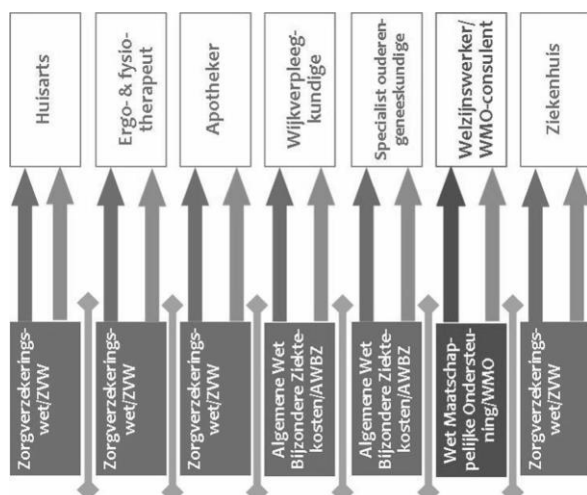 Huisarts
Ergo- & fysio-
therapeut
Apotheker
Wijkverpleeg-
kundige
Specialist ouderen-
geneeskundige
Welzijnswerker/
WMO-consulent
Ziekenhuis
Zorgverzekerings-
wet/ZVW
Zorgverzekerings-
wet/ZVW
Zorgverzekerings-
wet/ZVW
Algemene Wet
Bijzondere Ziekte-
kosten/AWBZ
Algemene Wet
Bijzondere Ziekte-
kosten/AWBZ
Wet Maatschap-
pelijke Ondersteu-
ning/WMO
Zorgverzekerings-
wet/ZVW